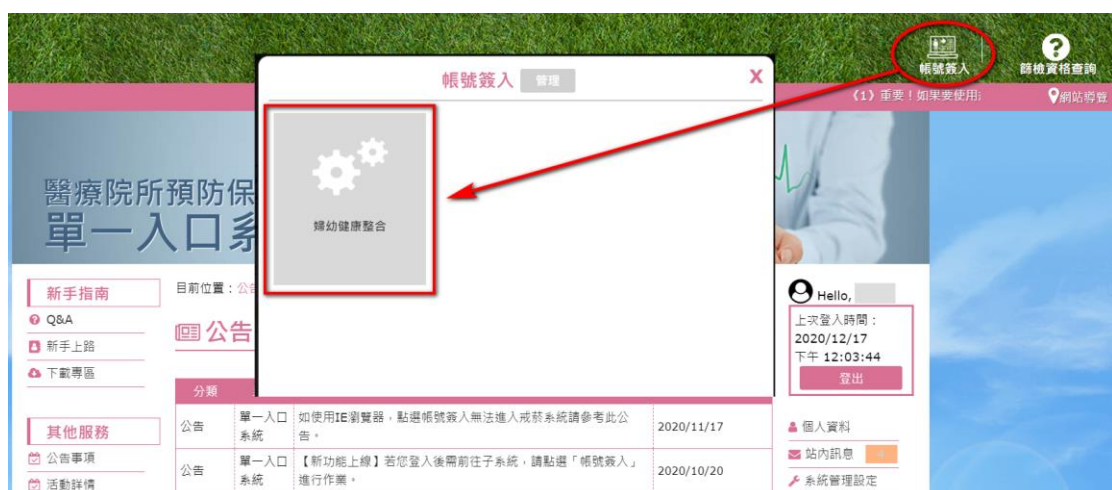 帳號簽入
篩檢資格查詢
帳號簽入 管理 X
《1》重要！如果要使用
網站導覽
醫療院所預防保
單一入口系
婦幼健康整合
新手指南
Q&A
新手上路
下載專區
其他服務
公告事項
活動詳情
目前位置：公告
公告
分類
公告 單一入口系統 如使用IE瀏覽器，點選帳號簽入無法進入戒菸系統請參考此公告。 2020/11/17
公告 單一入口系統 【新功能上線】若您登入後需前往子系統，請點選「帳號簽入」進行作業。 2020/10/20
Hello,
上次登入時間：
2020/12/17
下午 12:03:44
登出
個人資料
站內訊息 4
系統管理設定